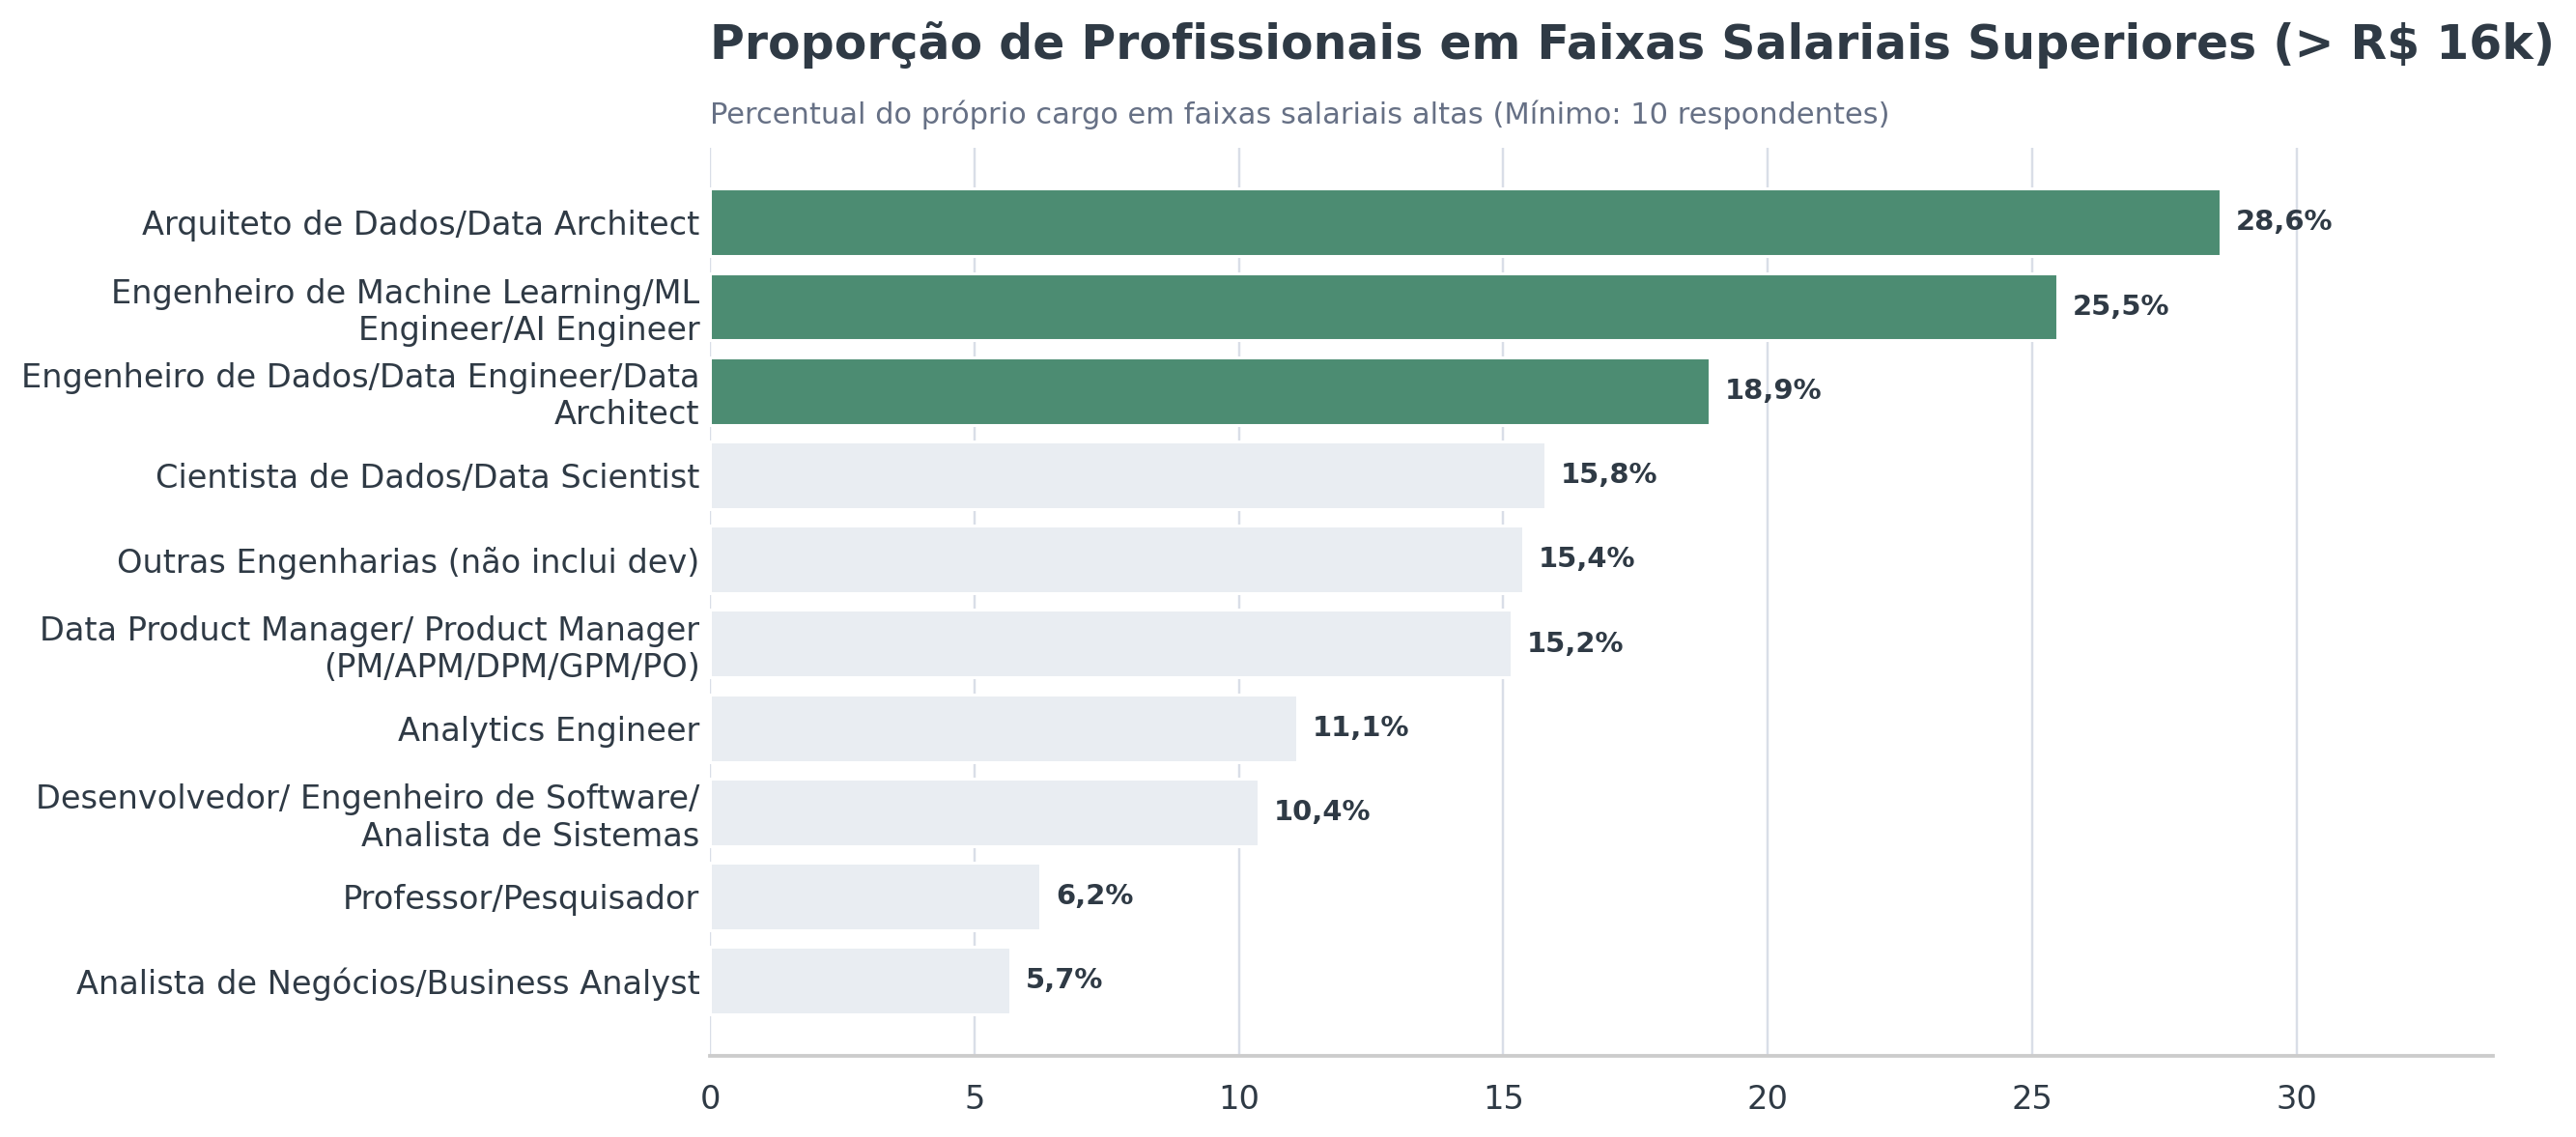 Proporção de Profissionais em Faixas Salariais Superiores (> R$ 16k)
Percentual do próprio cargo em faixas salariais altas (Mínimo: 10 respondentes)
Arquiteto de Dados/Data Architect
28,6%
Engenheiro de Machine Learning/ML
Engineer/AI Engineer
25,5%
Engenheiro de Dados/Data Engineer/Data
Architect
18,9%
Cientista de Dados/Data Scientist
15,8%
Outras Engenharias (não inclui dev)
15,4%
Data Product Manager/ Product Manager
(PM/APM/DPM/GPM/PO)
15,2%
Analytics Engineer
11,1%
Desenvolvedor/ Engenheiro de Software/
Analista de Sistemas
10,4%
Professor/Pesquisador
6,2%
Analista de Negócios/Business Analyst
5,7%
0 5 10 15 20 25 30